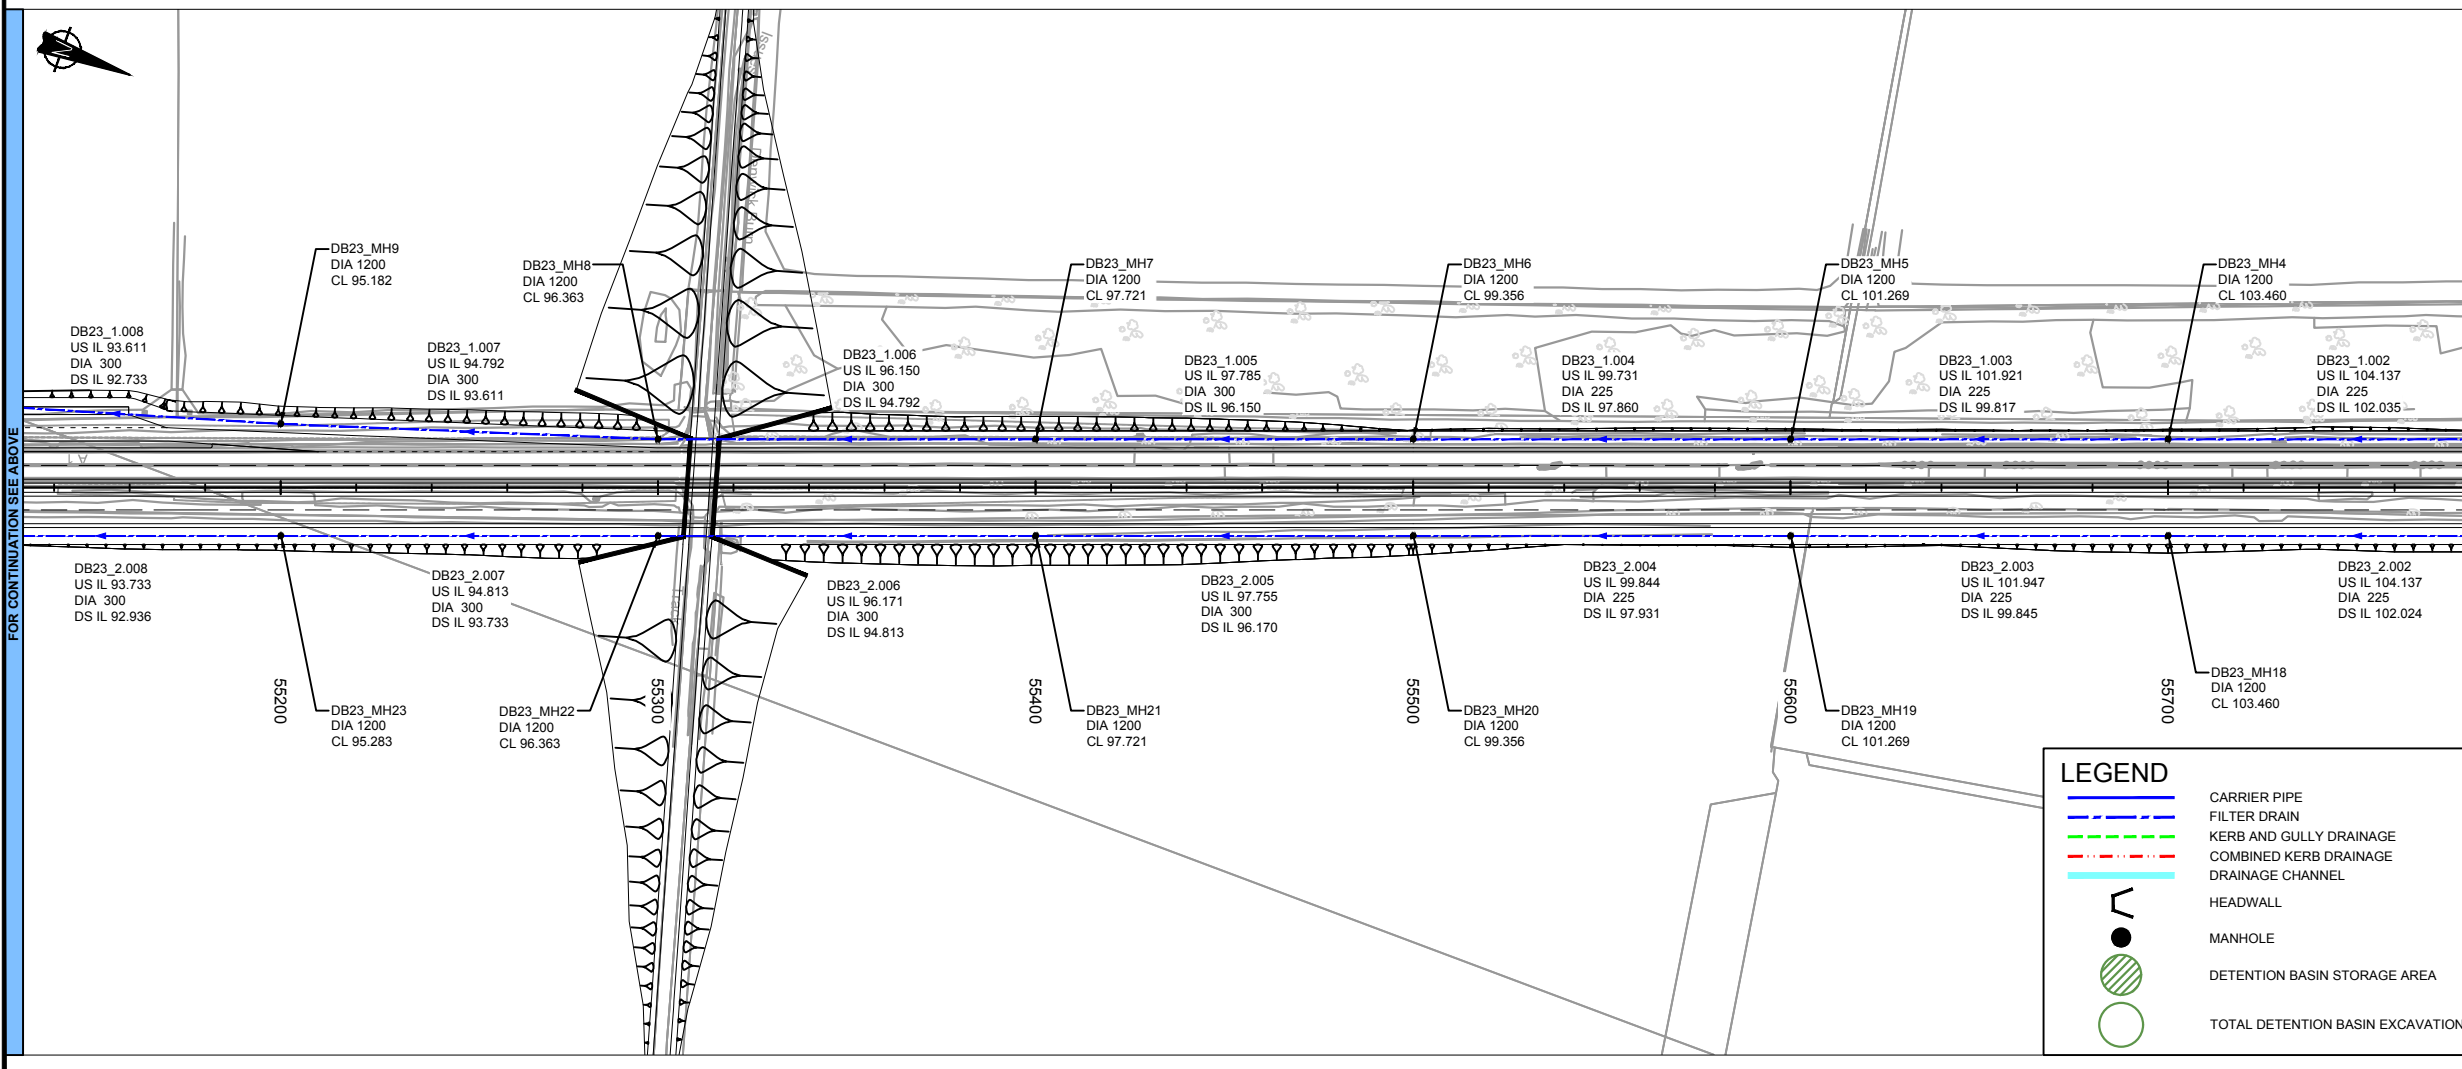 FOR CONTINUATION SEE ABOVE
N
DB23_MH9
DIA 1200
CL 95.182
DB23_MH8
DIA 1200
CL 96.363
DB23_MH7
DIA 1200
CL 97.721
DB23_MH6
DIA 1200
CL 99.356
DB23_MH5
DIA 1200
CL 101.269
DB23_MH4
DIA 1200
CL 103.460
DB23_1.008
US IL 93.611
DIA 300
DS IL 92.733
DB23_1.007
US IL 94.792
DIA 300
DS IL 93.611
DB23_1.006
US IL 96.150
DIA 300
DS IL 94.792
DB23_1.005
US IL 97.785
DIA 300
DS IL 96.150
DB23_1.004
US IL 99.731
DIA 225
DS IL 97.860
DB23_1.003
US IL 101.921
DIA 225
DS IL 99.817
DB23_1.002
US IL 104.137
DIA 225
DS IL 102.035
A1
DB23_2.008
US IL 93.733
DIA 300
DS IL 92.936
DB23_2.007
US IL 94.813
DIA 300
DS IL 93.733
DB23_2.006
US IL 96.171
DIA 300
DS IL 94.813
DB23_2.005
US IL 97.755
DIA 300
DS IL 96.170
DB23_2.004
US IL 99.844
DIA 225
DS IL 97.931
DB23_2.003
US IL 101.947
DIA 225
DS IL 99.845
DB23_2.002
US IL 104.137
DIA 225
DS IL 102.024
Track
55200
55300
55400
55500
55600
55700
DB23_MH23
DIA 1200
CL 95.283
DB23_MH22
DIA 1200
CL 96.363
DB23_MH21
DIA 1200
CL 97.721
DB23_MH20
DIA 1200
CL 99.356
DB23_MH19
DIA 1200
CL 101.269
DB23_MH18
DIA 1200
CL 103.460
LEGEND
CARRIER PIPE
FILTER DRAIN
KERB AND GULLY DRAINAGE
COMBINED KERB DRAINAGE
DRAINAGE CHANNEL
HEADWALL
MANHOLE
DETENTION BASIN STORAGE AREA
TOTAL DETENTION BASIN EXCAVATION